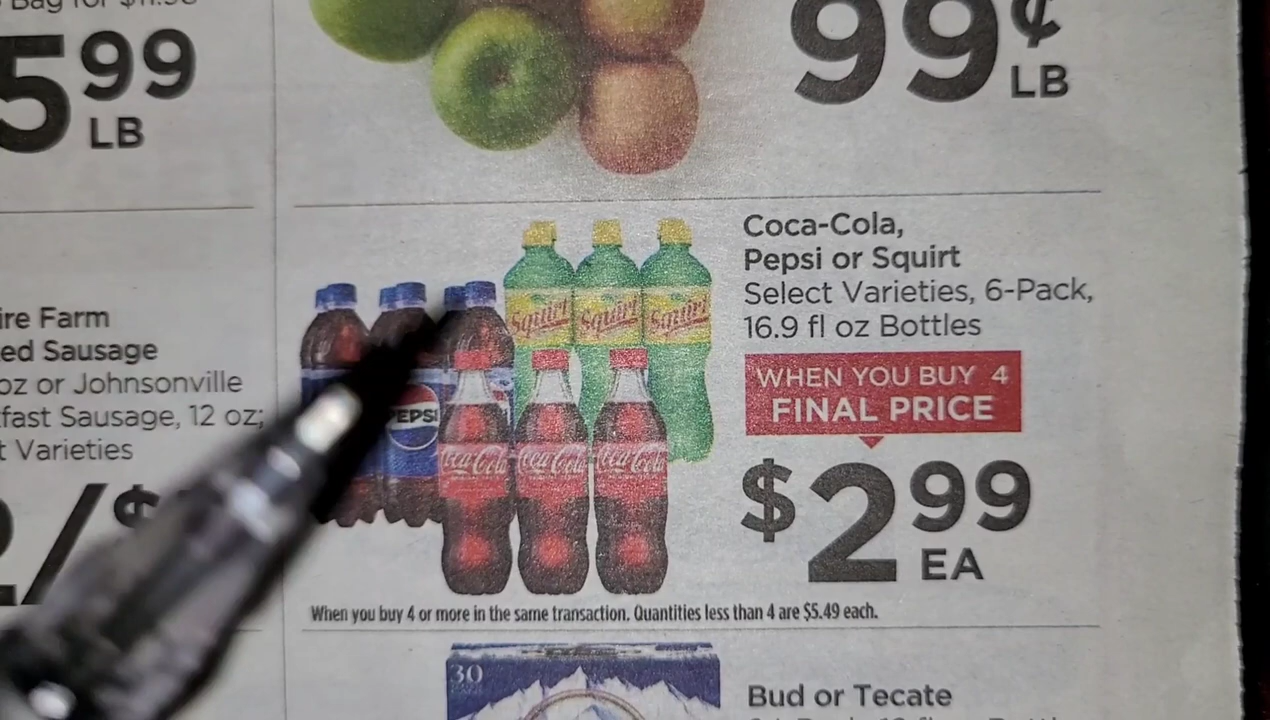 5 99
LB
99¢
LB
Coca-Cola,
Pepsi or Squirt
Select Varieties, 6-Pack,
16.9 fl oz Bottles
WHEN YOU BUY 4
FINAL PRICE
$2 99
EA
Squirt Squirt Squirt
PEPSI
Coca-Cola Coca-Cola Coca-Cola
When you buy 4 or more in the same transaction. Quantities less than 4 are $5.49 each.
ire Farm
ed Sausage
oz or Johnsonville
fast Sausage, 12 oz;
t Varieties
30
Bud or Tecate